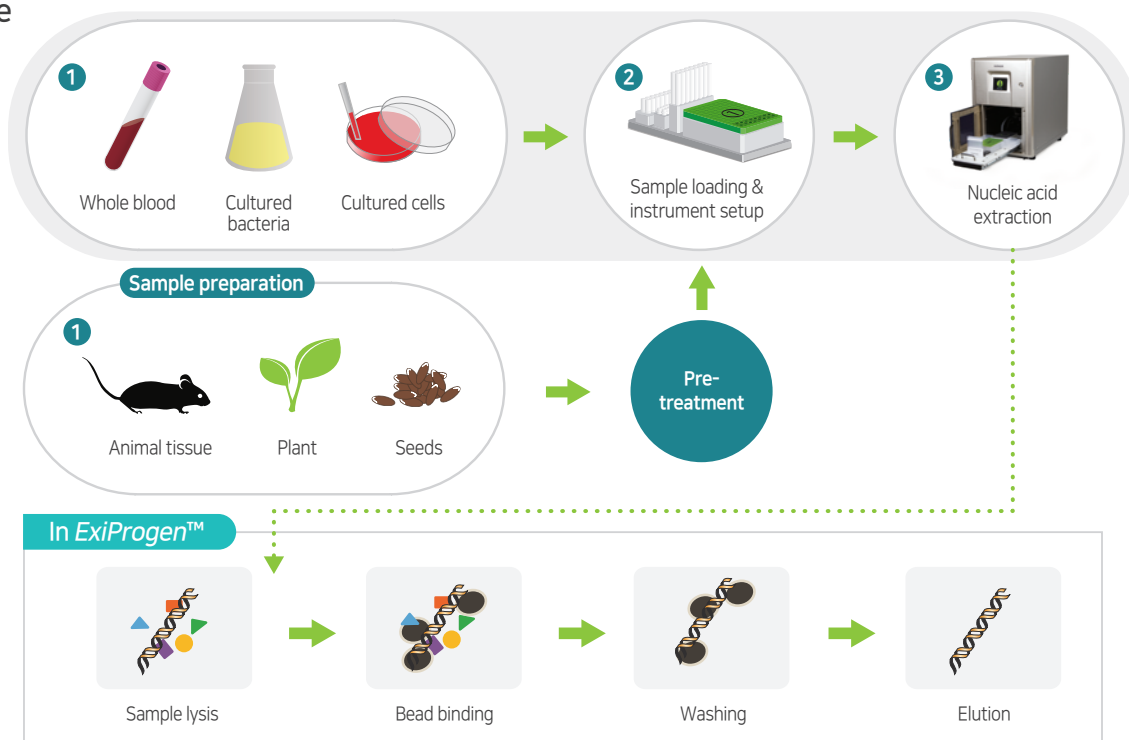 e
1
2
3
Whole blood
Cultured
bacteria
Cultured cells
Sample loading &
instrument setup
Nucleic acid
extraction
Sample preparation
1
Animal tissue
Plant
Seeds
Pre-
treatment
In ExiProgen™
Sample lysis
Bead binding
Washing
Elution